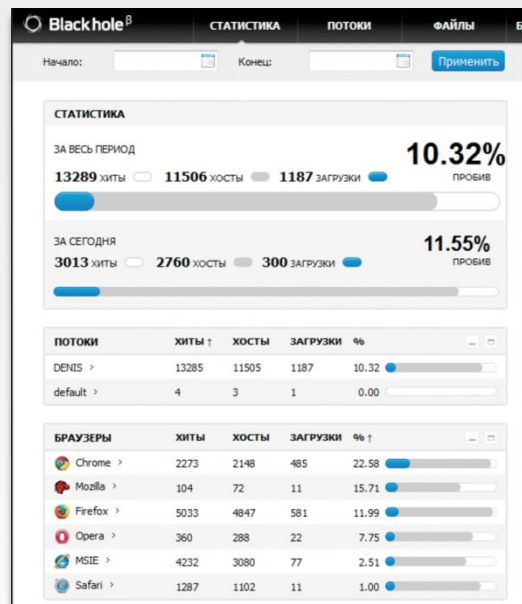 Blackhole β СТАТИСТИКА ПОТОКИ ФАЙЛЫ Б
Начало: Конец: Применить
СТАТИСТИКА
ЗА ВЕСЬ ПЕРИОД 10.32%
13289 ХИТЫ 11506 ХОСТЫ 1187 ЗАГРУЗКИ ПРОБИВ
ЗА СЕГОДНЯ 11.55%
3013 ХИТЫ 2760 ХОСТЫ 300 ЗАГРУЗКИ ПРОБИВ
ПОТОКИ ХИТЫ ↑ ХОСТЫ ЗАГРУЗКИ %
DENIS > 13285 11505 1187 10.32
default > 4 3 1 0.00
БРАУЗЕРЫ ХИТЫ ХОСТЫ ЗАГРУЗКИ % ↑
Chrome > 2273 2148 485 22.58
Mozilla > 104 72 11 15.71
Firefox > 5033 4847 581 11.99
Opera > 360 288 22 7.75
MSIE > 4232 3080 77 2.51
Safari > 1287 1102 11 1.00